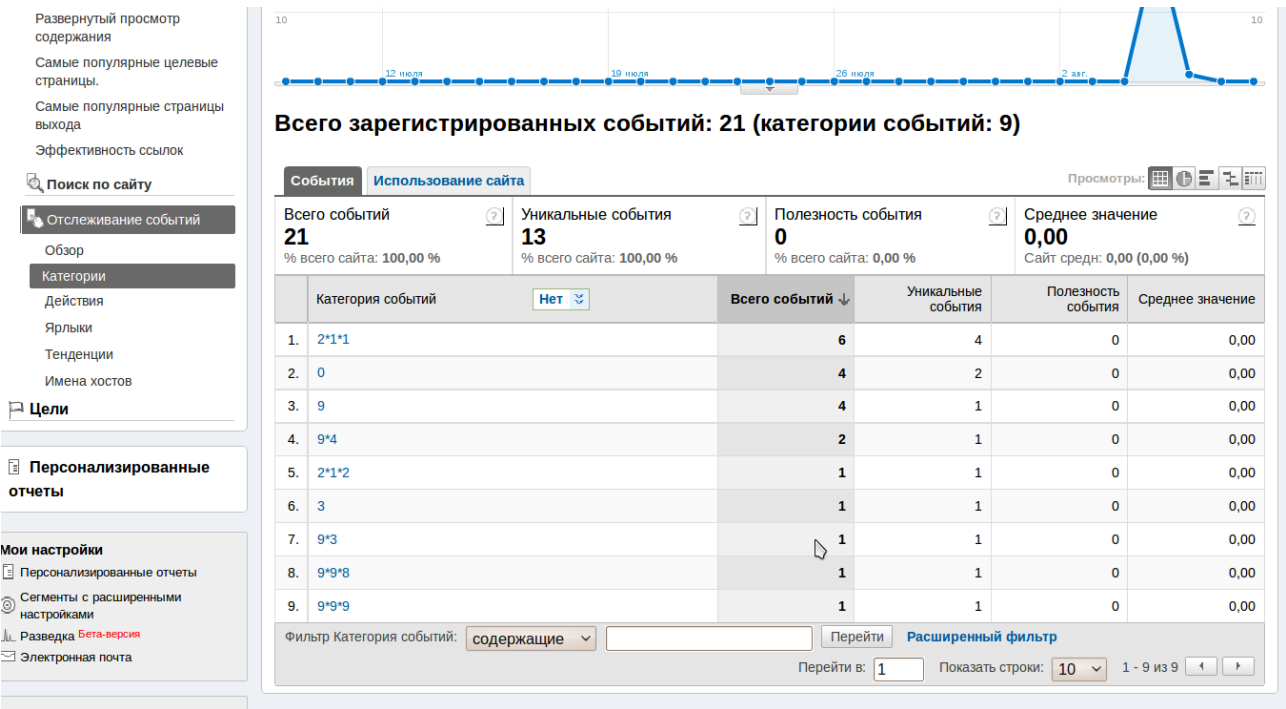 Развернутый просмотр
содержания
Самые популярные целевые
страницы.
Самые популярные страницы
выхода
Эффективность ссылок
Поиск по сайту
Отслеживание событий
Обзор
Категории
Действия
Ярлыки
Тенденции
Имена хостов
Цели
Персонализированные
отчеты
Мои настройки
Персонализированные отчеты
Сегменты с расширенными
настройками
Разведка Бета-версия
Электронная почта
10 10
12 июля 19 июля 26 июля 2 авг.
Всего зарегистрированных событий: 21 (категории событий: 9)
События Использование сайта Просмотры:
Всего событий ? Уникальные события ? Полезность события ? Среднее значение ?
21 13 0 0,00
% всего сайта: 100,00 % % всего сайта: 100,00 % % всего сайта: 0,00 % Сайт средн: 0,00 (0,00 %)
Категория событий Нет Всего событий Уникальные события Полезность события Среднее значение
1. 2*1*1 6 4 0 0,00
2. 0 4 2 0 0,00
3. 9 4 1 0 0,00
4. 9*4 2 1 0 0,00
5. 2*1*2 1 1 0 0,00
6. 3 1 1 0 0,00
7. 9*3 1 1 0 0,00
8. 9*9*8 1 1 0 0,00
9. 9*9*9 1 1 0 0,00
Фильтр Категория событий: содержащие Перейти Расширенный фильтр
Перейти в: 1 Показать строки: 10 1 - 9 из 9